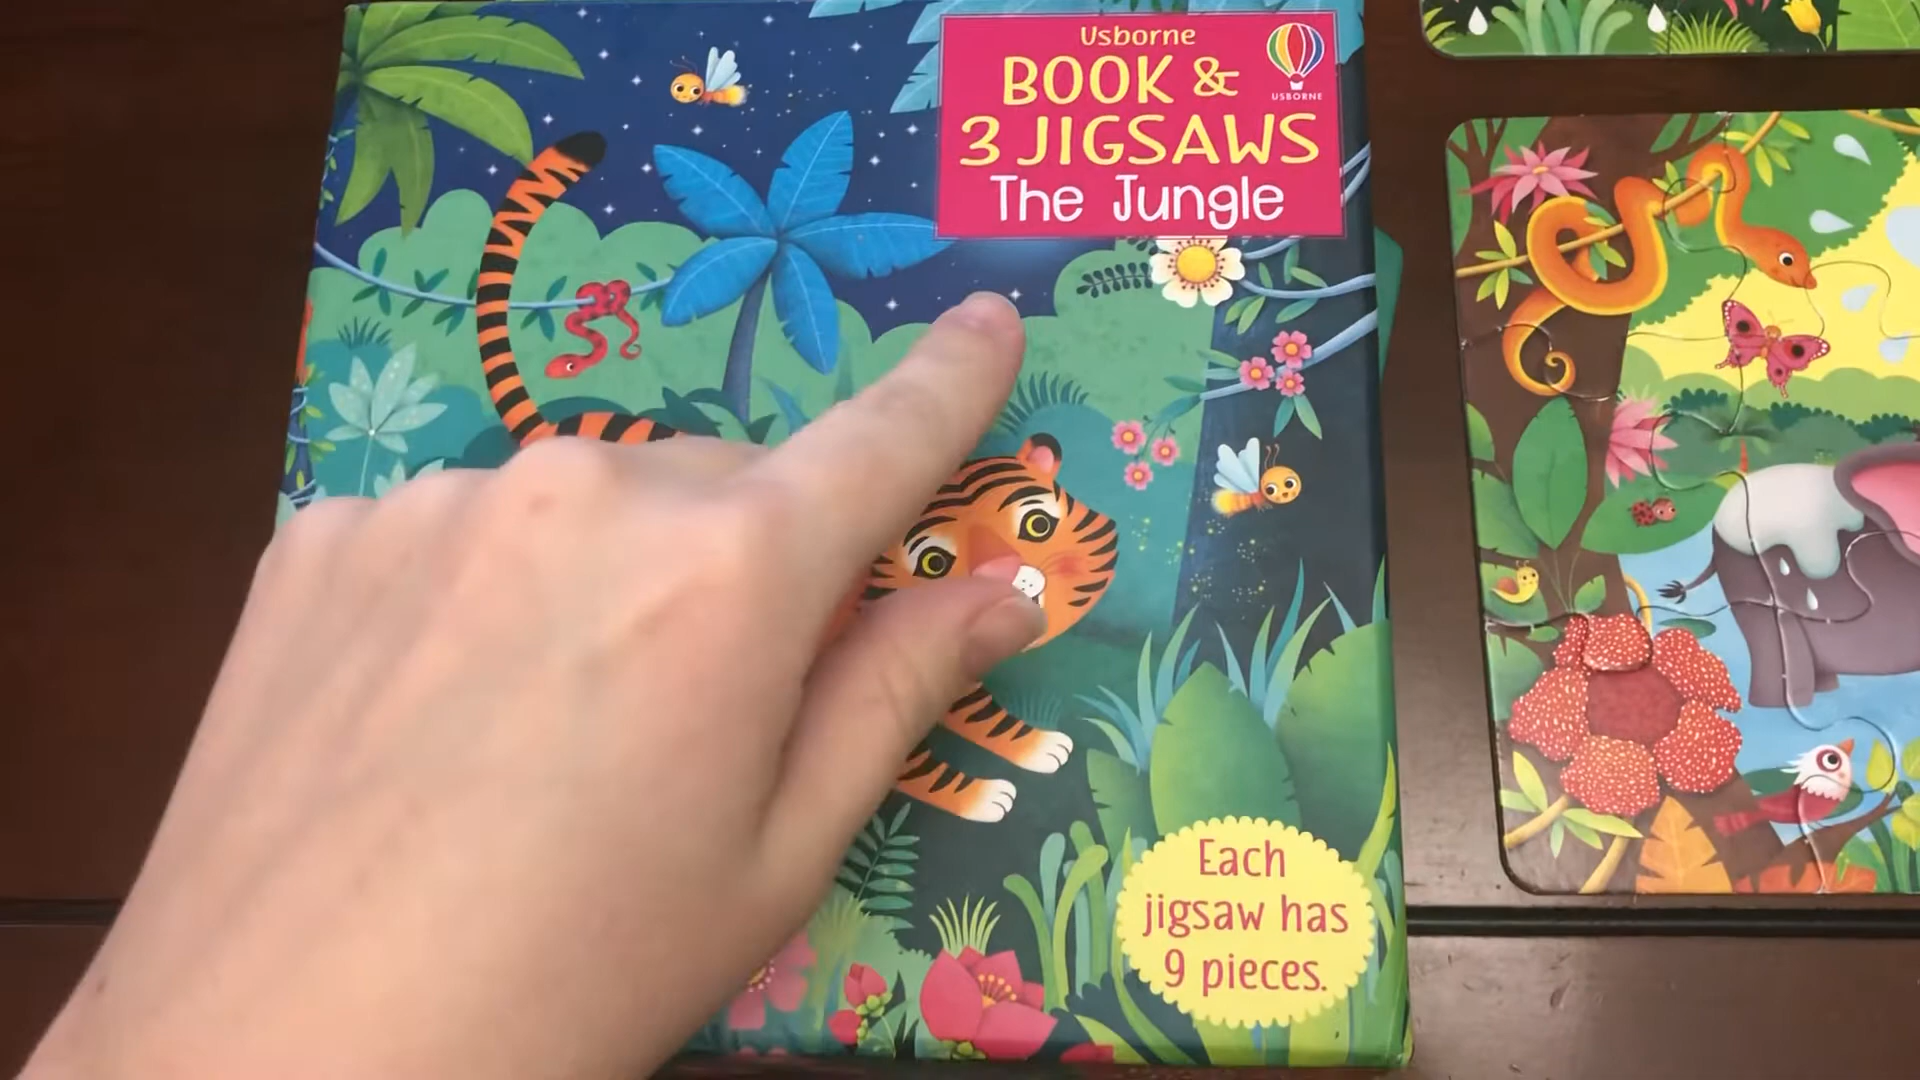 Usborne
BOOK &
3 JIGSAWS
The Jungle
USBORNE
Each
jigsaw has
9 pieces.